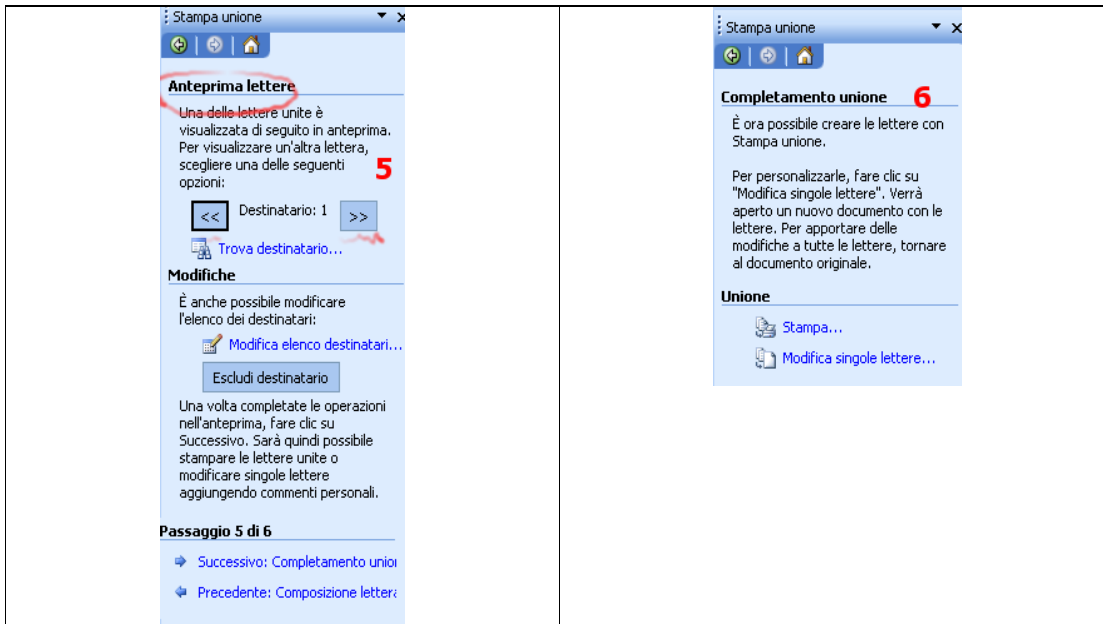 Stampa unione
Anteprima lettere
Una delle lettere unite è
visualizzata di seguito in anteprima.
Per visualizzare un'altra lettera,
scegliere una delle seguenti
opzioni:
5
<< Destinatario: 1 >>
Trova destinatario...
Modifiche
È anche possibile modificare
l'elenco dei destinatari:
Modifica elenco destinatari...
Escludi destinatario
Una volta completate le operazioni
nell'anteprima, fare clic su
Successivo. Sarà quindi possibile
stampare le lettere unite o
modificare singole lettere
aggiungendo commenti personali.
Passaggio 5 di 6
Successivo: Completamento union
Precedente: Composizione lettera
Stampa unione
Completamento unione 6
È ora possibile creare le lettere con
Stampa unione.
Per personalizzarle, fare clic su
"Modifica singole lettere". Verrà
aperto un nuovo documento con le
lettere. Per apportare delle
modifiche a tutte le lettere, tornare
al documento originale.
Unione
Stampa...
Modifica singole lettere...